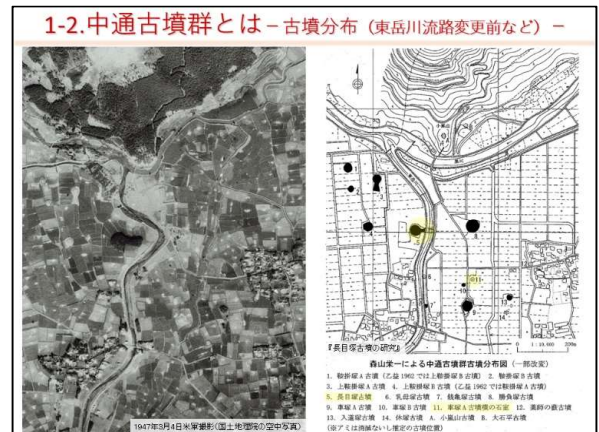 1-2.中通古墳群とは－古墳分布（東岳川流路変更前など）－
1947年3月4日米軍撮影(国土地理院の空中写真)
『長目塚古墳の研究』
森山栄一による中通古墳群古墳分布図（一部改変）
1. 鞍掛塚A古墳（乙益1962では上鞍掛塚B古墳） 2. 鞍掛塚B古墳
3. 上鞍掛塚A古墳 4. 上鞍掛塚B古墳（乙益1962では鞍掛塚A古墳）
5. 長目塚古墳 6. 乳母塚古墳 7. 銭亀塚古墳 8. 勝負塚古墳
9. 車塚A古墳 10. 車塚B古墳 11. 車塚A古墳横の石室 12. 薬師の森古墳
13. 入道塚古墳 14. 休塚古墳 A. 小嵐山古墳 B. 大石平古墳
（※アミは消滅ないし推定の古墳位置）